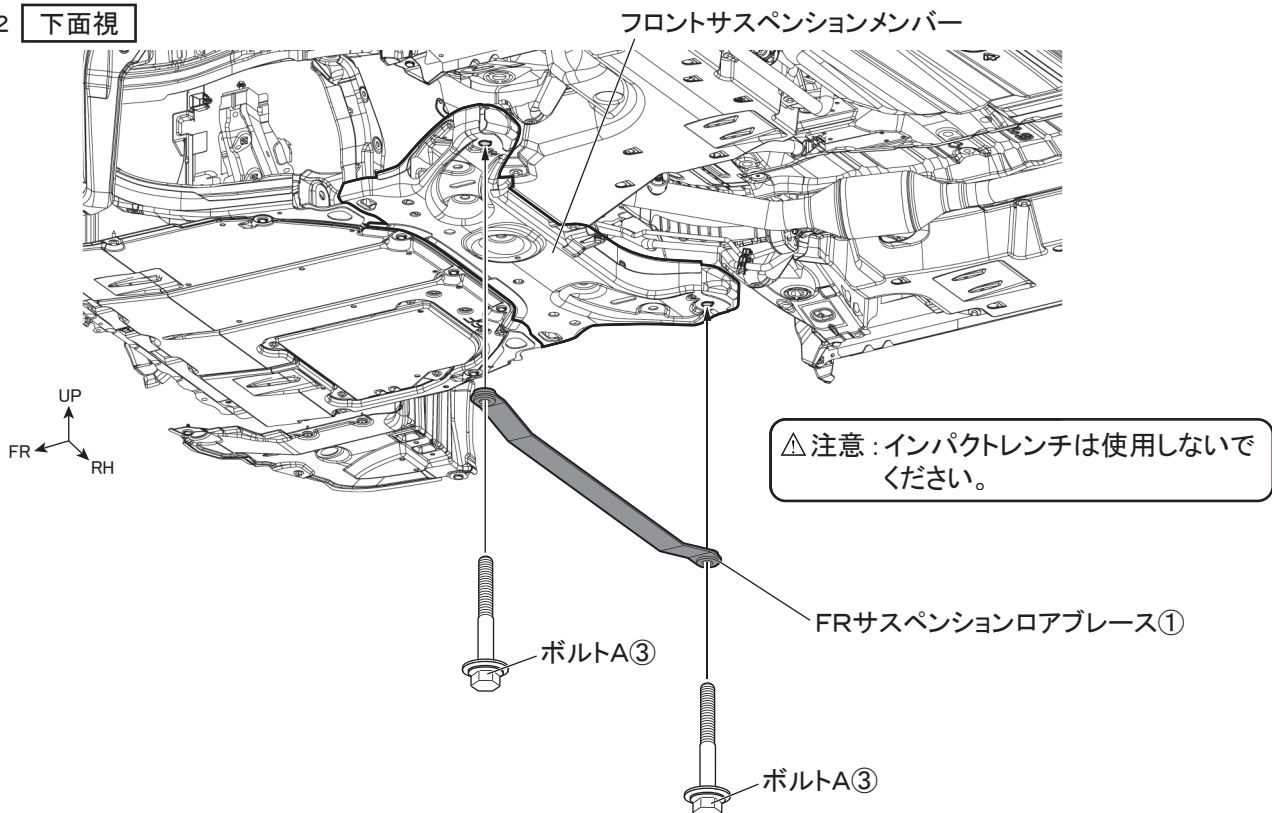 2 下面視
フロントサスペンションメンバー
UP
FR
RH
⚠注意：インパクトレンチは使用しないで
ください。
FRサスペンションロアブレース①
ボルトA③
ボルトA③